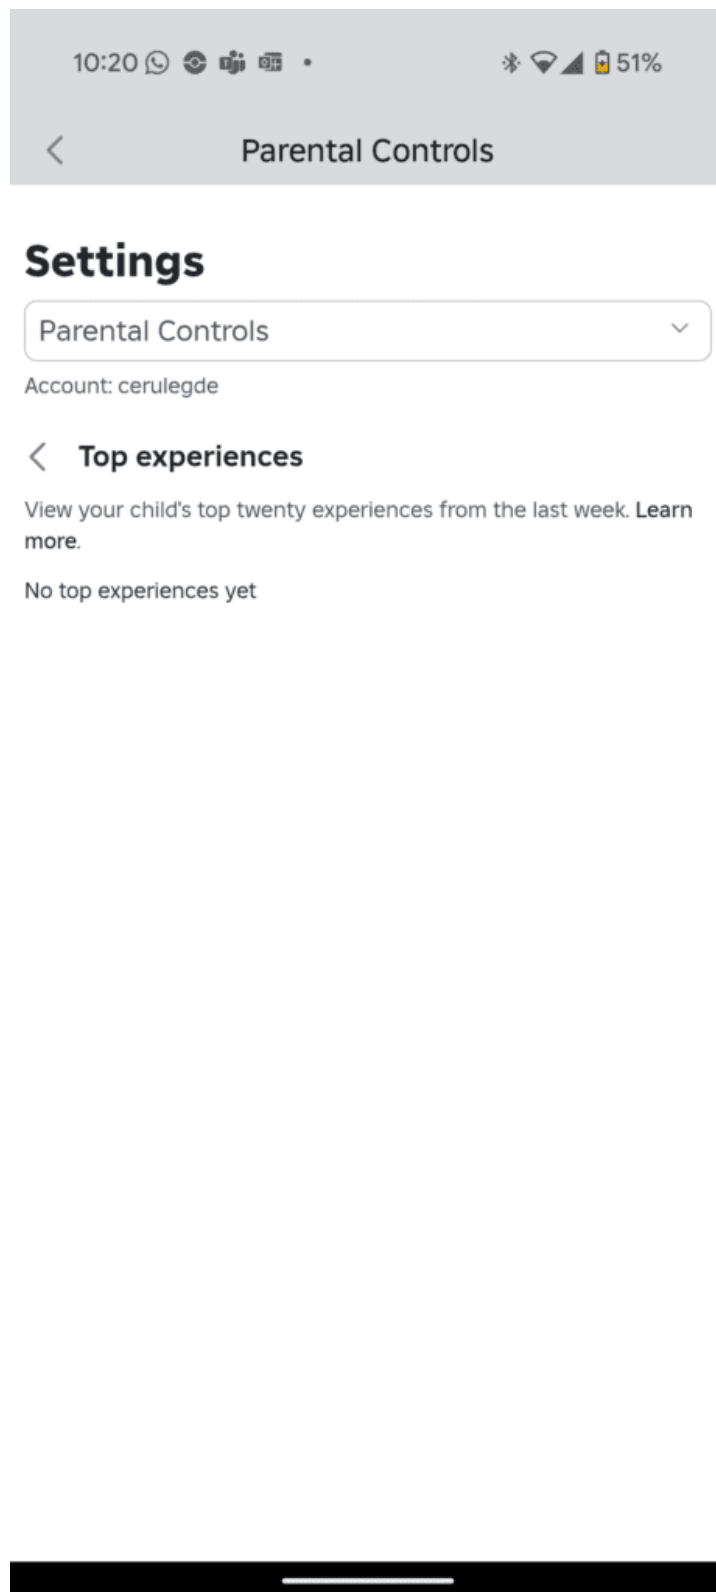 10:20 51%
Parental Controls
Settings
Parental Controls
Account: cerulegde
Top experiences
View your child's top twenty experiences from the last week. Learn
more.
No top experiences yet